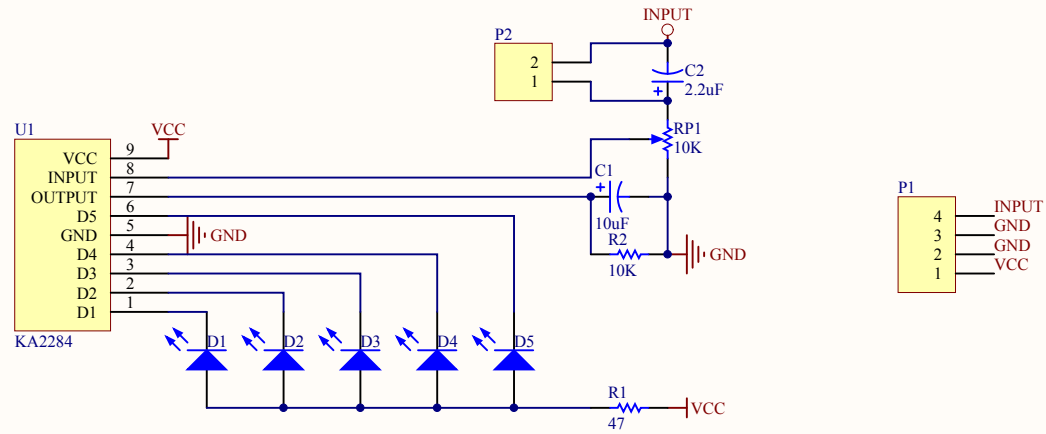 INPUT
P2
2
1
C2
2.2uF
RP1
10K
U1
VCC
VCC 9
INPUT 8
OUTPUT 7
D5 6
GND 5
D4 4
D3 3
D2 2
D1 1
KA2284
GND
C1
10uF
R2
10K
GND
P1
4 INPUT
3 GND
2 GND
1 VCC
D1
D2
D3
D4
D5
R1
47
VCC